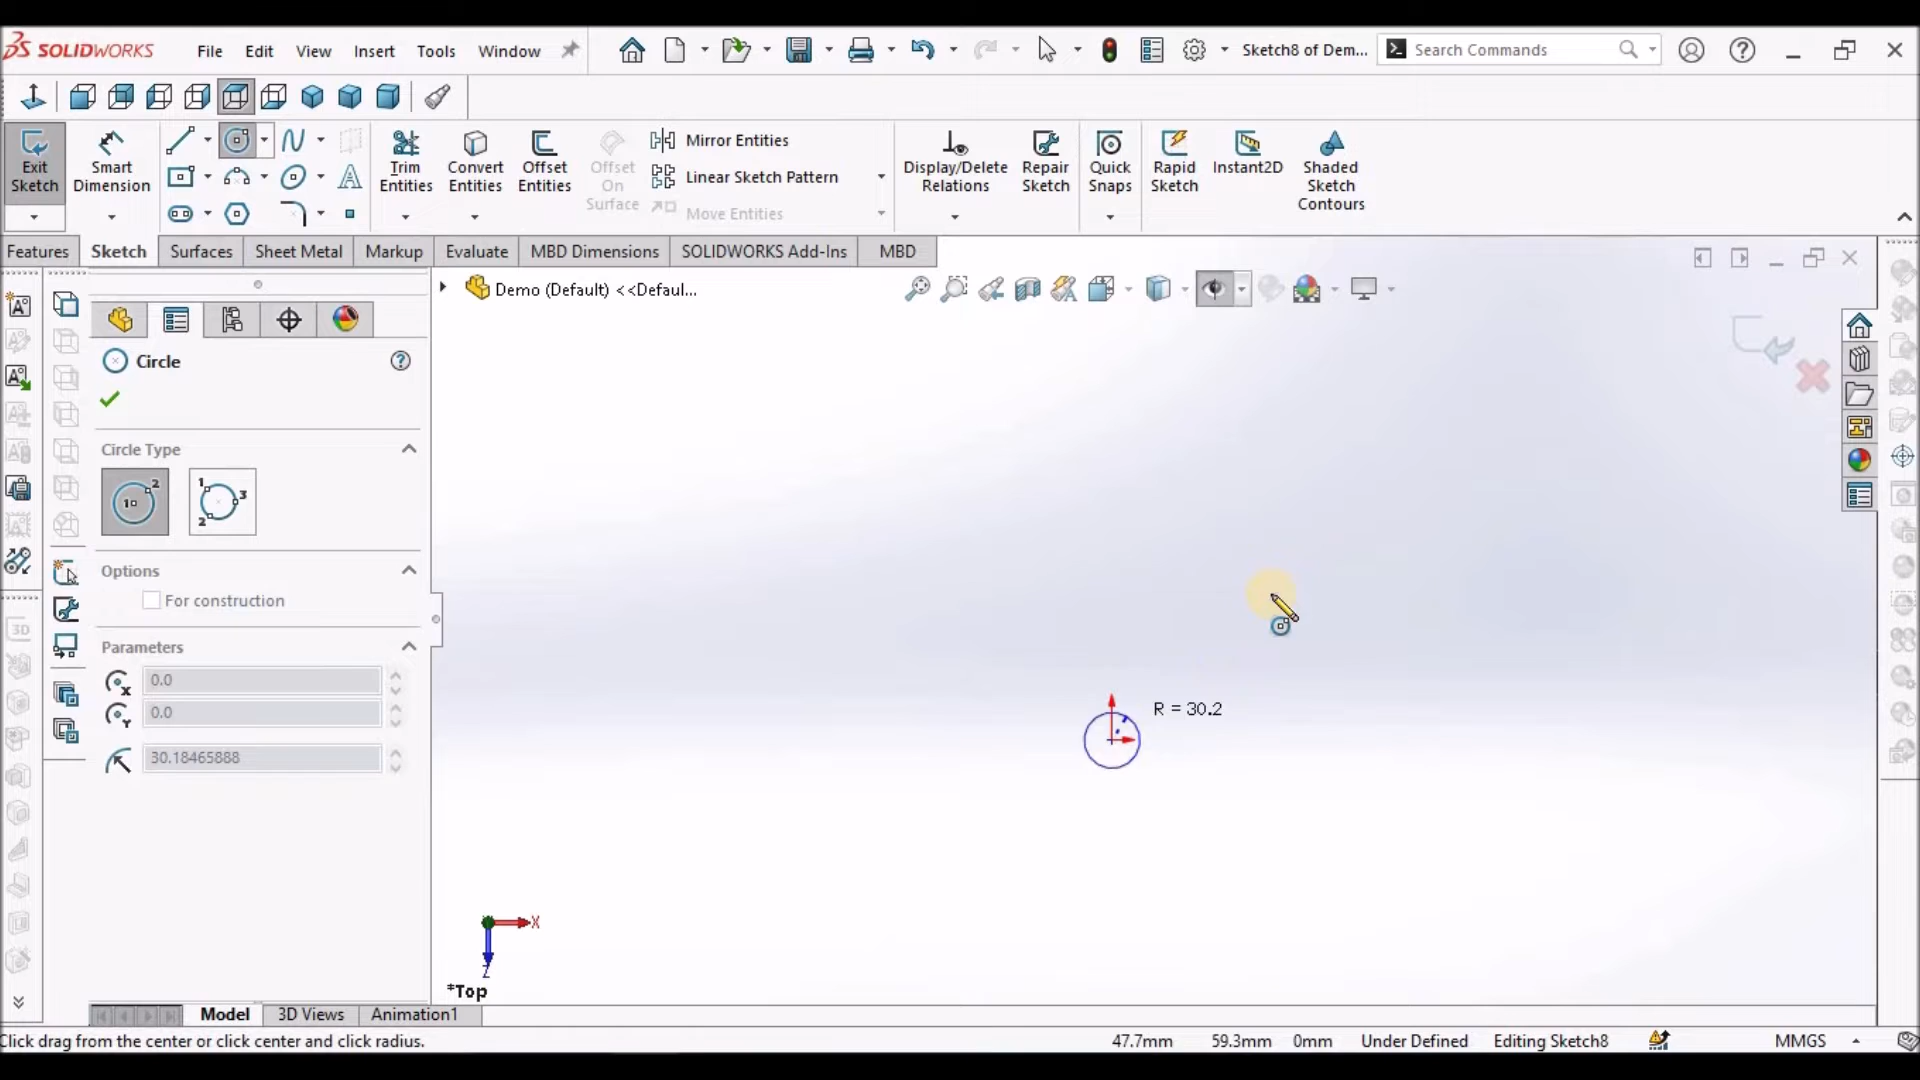 SOLIDWORKS File Edit View Insert Tools Window Sketch8 of Dem... Search Commands
Exit Sketch Smart Dimension Trim Entities Convert Entities Offset Entities Offset On Surface Mirror Entities Linear Sketch Pattern Move Entities Display/Delete Relations Repair Sketch Quick Snaps Rapid Sketch Instant2D Shaded Sketch Contours
Features Sketch Surfaces Sheet Metal Markup Evaluate MBD Dimensions SOLIDWORKS Add-Ins MBD
Demo (Default) <<Defaul...
Circle
Circle Type
1 2 1 2 3
Options
For construction
Parameters
X 0.0
Y 0.0
30.18465888
R = 30.2
X
Z
*Top
Model 3D Views Animation1
Click drag from the center or click center and click radius. 47.7mm 59.3mm 0mm Under Defined Editing Sketch8 MMGS